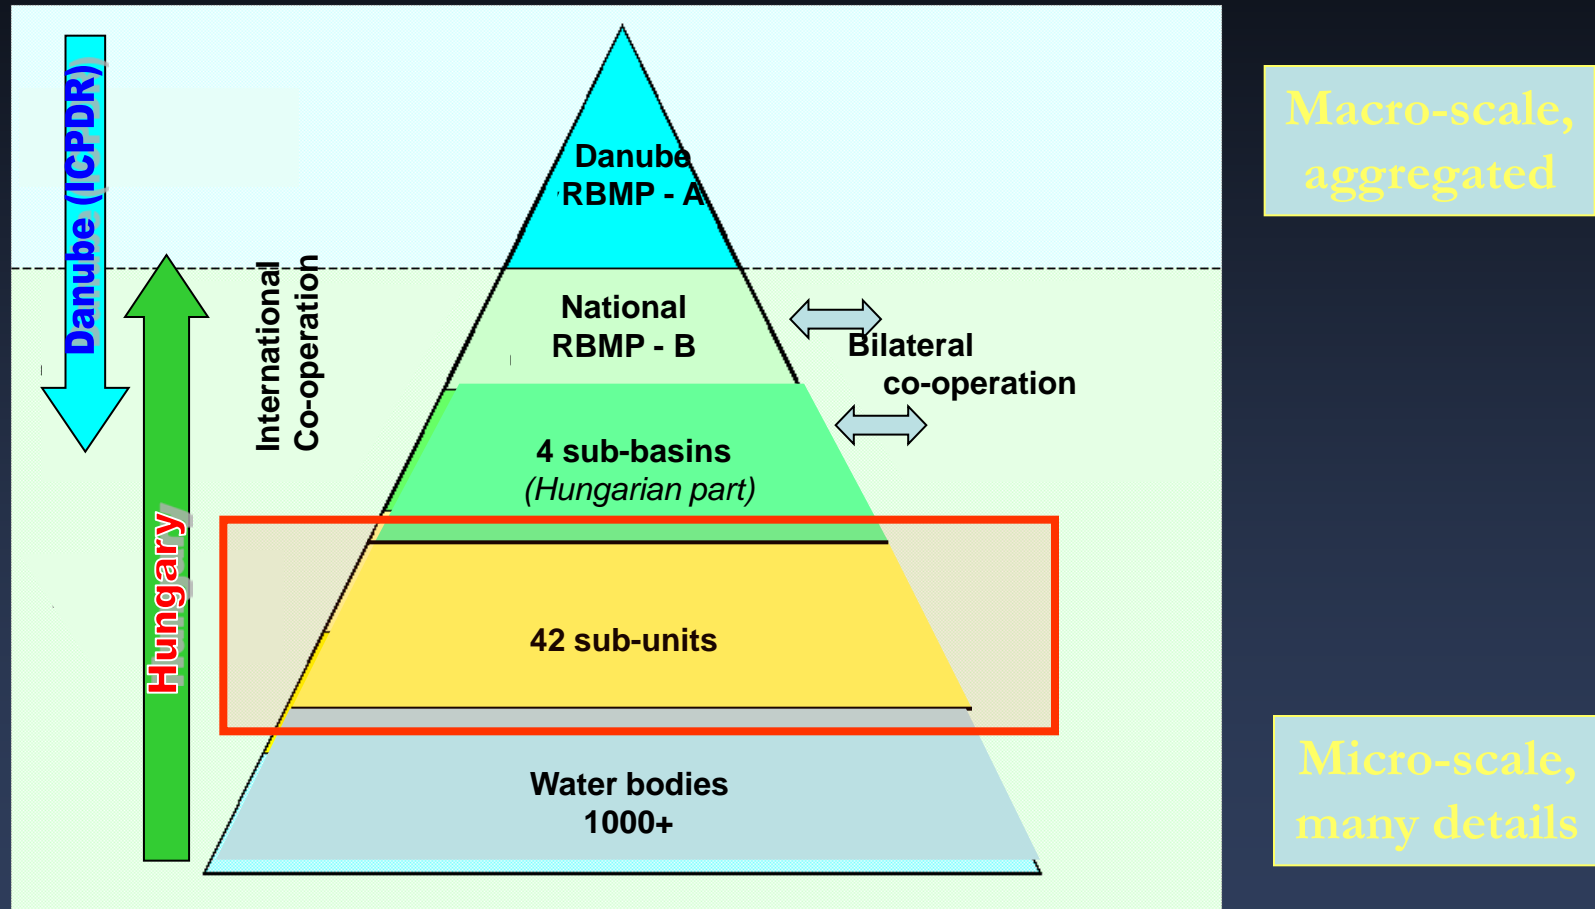 Danube (ICPDR)
Hungary
International
Co-operation
Danube
RBMP - A
National
RBMP - B
Bilateral
co-operation
4 sub-basins
(Hungarian part)
42 sub-units
Water bodies
1000+
Macro-scale,
aggregated
Micro-scale,
many details